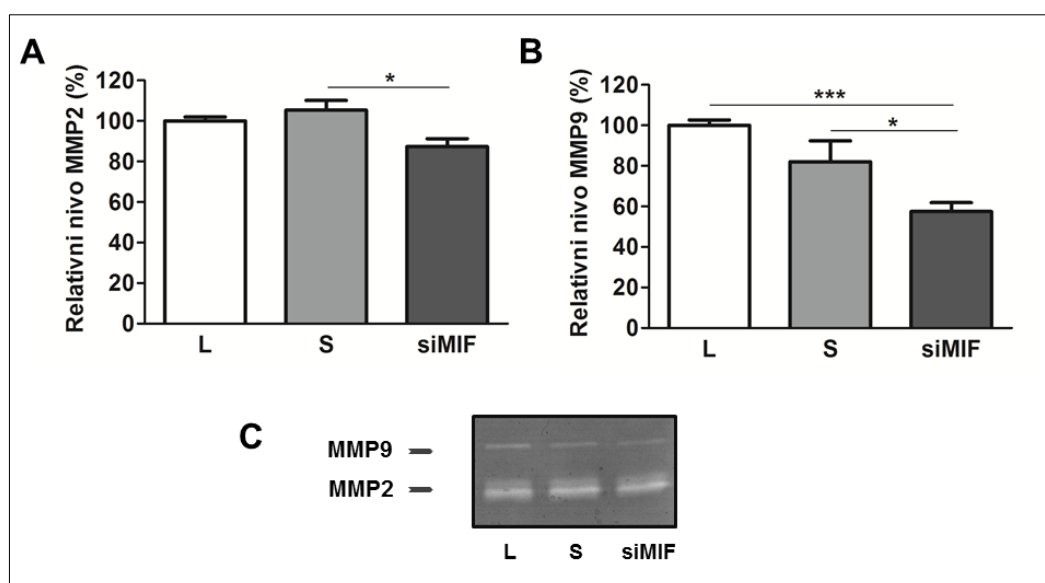 A
Relativni nivo MMP2 (%)
120
100
80
60
40
20
0
*
L S siMIF
B
Relativni nivo MMP9 (%)
120
100
80
60
40
20
0
***
*
L S siMIF
C
MMP9
MMP2
L S siMIF